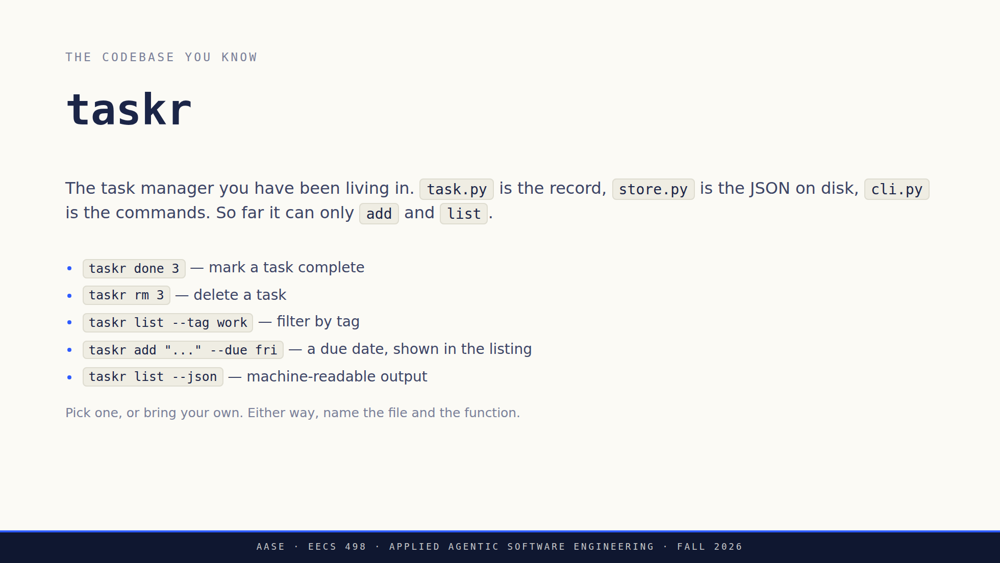 THE CODEBASE YOU KNOW
taskr
The task manager you have been living in. task.py is the record, store.py is the JSON on disk, cli.py
is the commands. So far it can only add and list.
• taskr done 3 — mark a task complete
• taskr rm 3 — delete a task
• taskr list --tag work — filter by tag
• taskr add "..." --due fri — a due date, shown in the listing
• taskr list --json — machine-readable output
Pick one, or bring your own. Either way, name the file and the function.
AASE · EECS 498 · APPLIED AGENTIC SOFTWARE ENGINEERING · FALL 2026